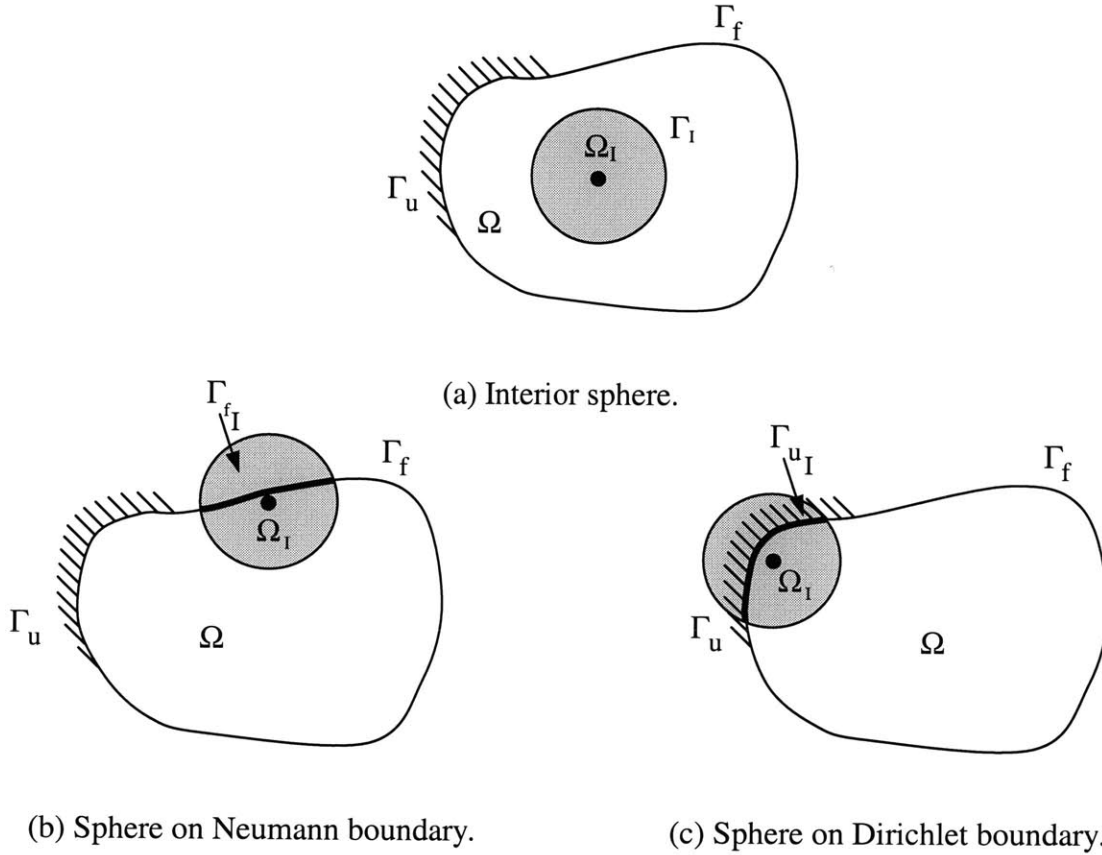 Γf
ΓI
ΩI
Γu
Ω
(a) Interior sphere.
ΓfI
Γf
ΩI
Γu
Ω
ΓuI
Γf
ΩI
Γu
Ω
(b) Sphere on Neumann boundary.
(c) Sphere on Dirichlet boundary.